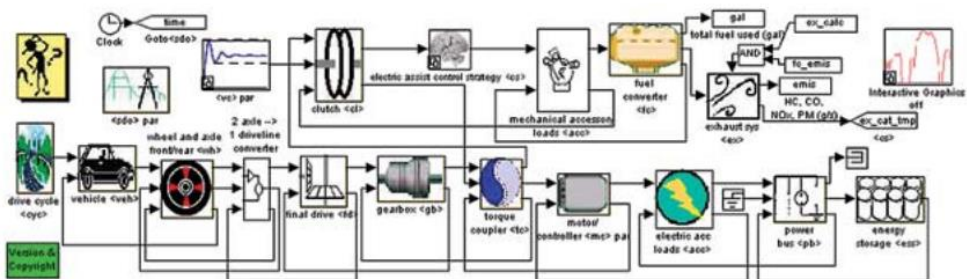 Clock
time
Goto<sdo>
<vc> par
<sdo> par
clutch <cl>
electric assist control strategy <cs>
mechanical accesson
loads <acc>
fuel
converter
<fc>
gal
total fuel used (gal)
ex_calc
AND
fc_emis
emis
HC, CO,
NOx, PM (g/s)
ex_cat_tmp
<cs>
exhaust sys
<ex>
Interactive Graphics
off
drive cycle
<cyc>
vehicle <veh>
wheel and axle
front/rear <wh>
2 axle -->
1 driveline
converter
final drive <fd>
gearbox <gb>
torque
coupler <tc>
motor/
controller <mc> par
electric acc
loads <acc>
power
bus <pb>
energy
storage <ess>
Version &
Copyright